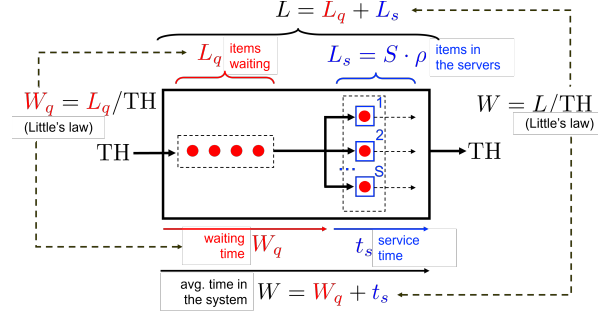 L = L_q + L_s
L_q items
waiting
L_s = S · ρ items in
the servers
W_q = L_q/TH
(Little's law)
W = L/TH
(Little's law)
TH
1
2
...
S
TH
waiting
time W_q
t_s service
time
avg. time in
the system W = W_q + t_s